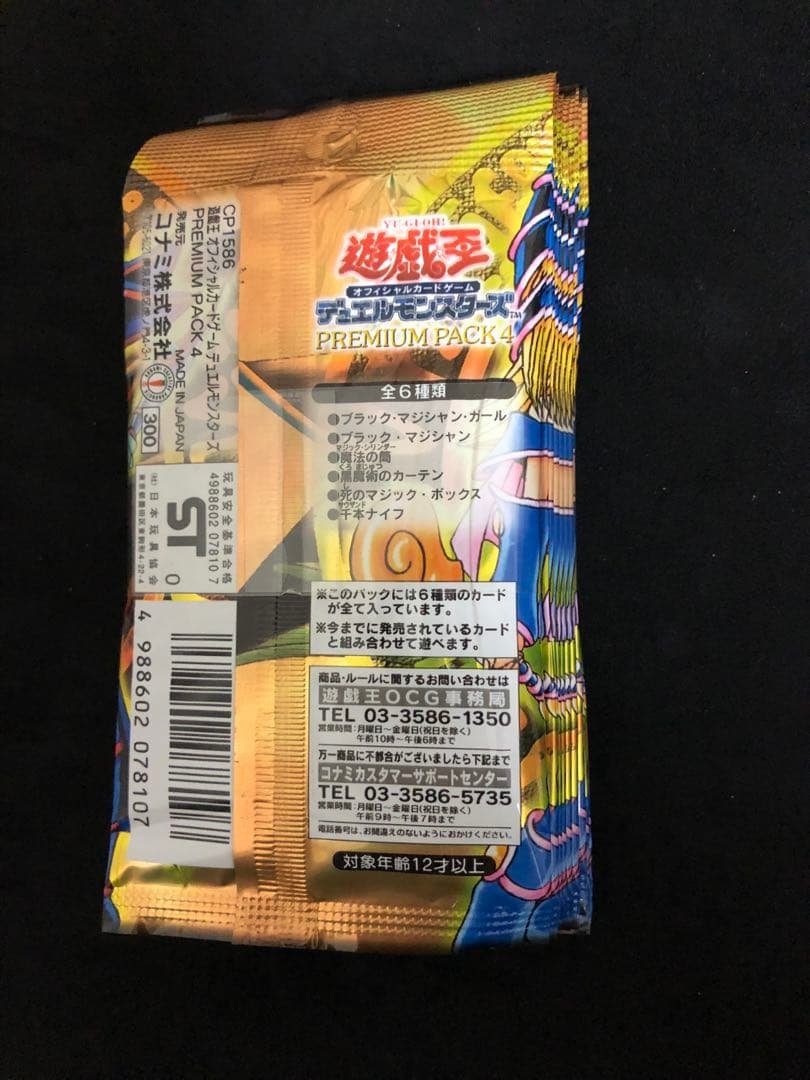 YU-GI-OH!
遊戯王
オフィシャルカードゲーム
デュエルモンスターズ™
PREMIUM PACK 4
全6種類
●ブラック・マジシャン・ガール
●ブラック・マジシャン
マジック・シリンダー
●魔法の筒
くろ まじゅつ
●黒魔術のカーテン
し
●死のマジック・ボックス
サウザンド
●千本ナイフ
※このパックには6種類のカード
が全て入っています。
※今までに発売されているカード
と組み合わせて遊べます。
商品・ルールに関するお問い合わせは
遊戯王OCG事務局
TEL 03-3586-1350
営業時間:月曜日~金曜日(祝日を除く)
午前10時~午後6時まで
万一商品に不都合がございましたら下記まで
コナミカスタマーサポートセンター
TEL 03-3586-5735
営業時間:月曜日~金曜日(祝日を除く)
午前9時~午後7時まで
電話番号は、お間違えのないようにおかけください。
対象年齢12才以上
CP1586
遊戯王 オフィシャルカードゲーム デュエルモンスターズ
PREMIUM PACK 4
MADE IN JAPAN
発売元
コナミ株式会社
300
玩具安全基準合格
4988602 07810 7
ST
0
(社)日本玩具協会
東京都墨田区東駒形4-22-4
4 988602 078107